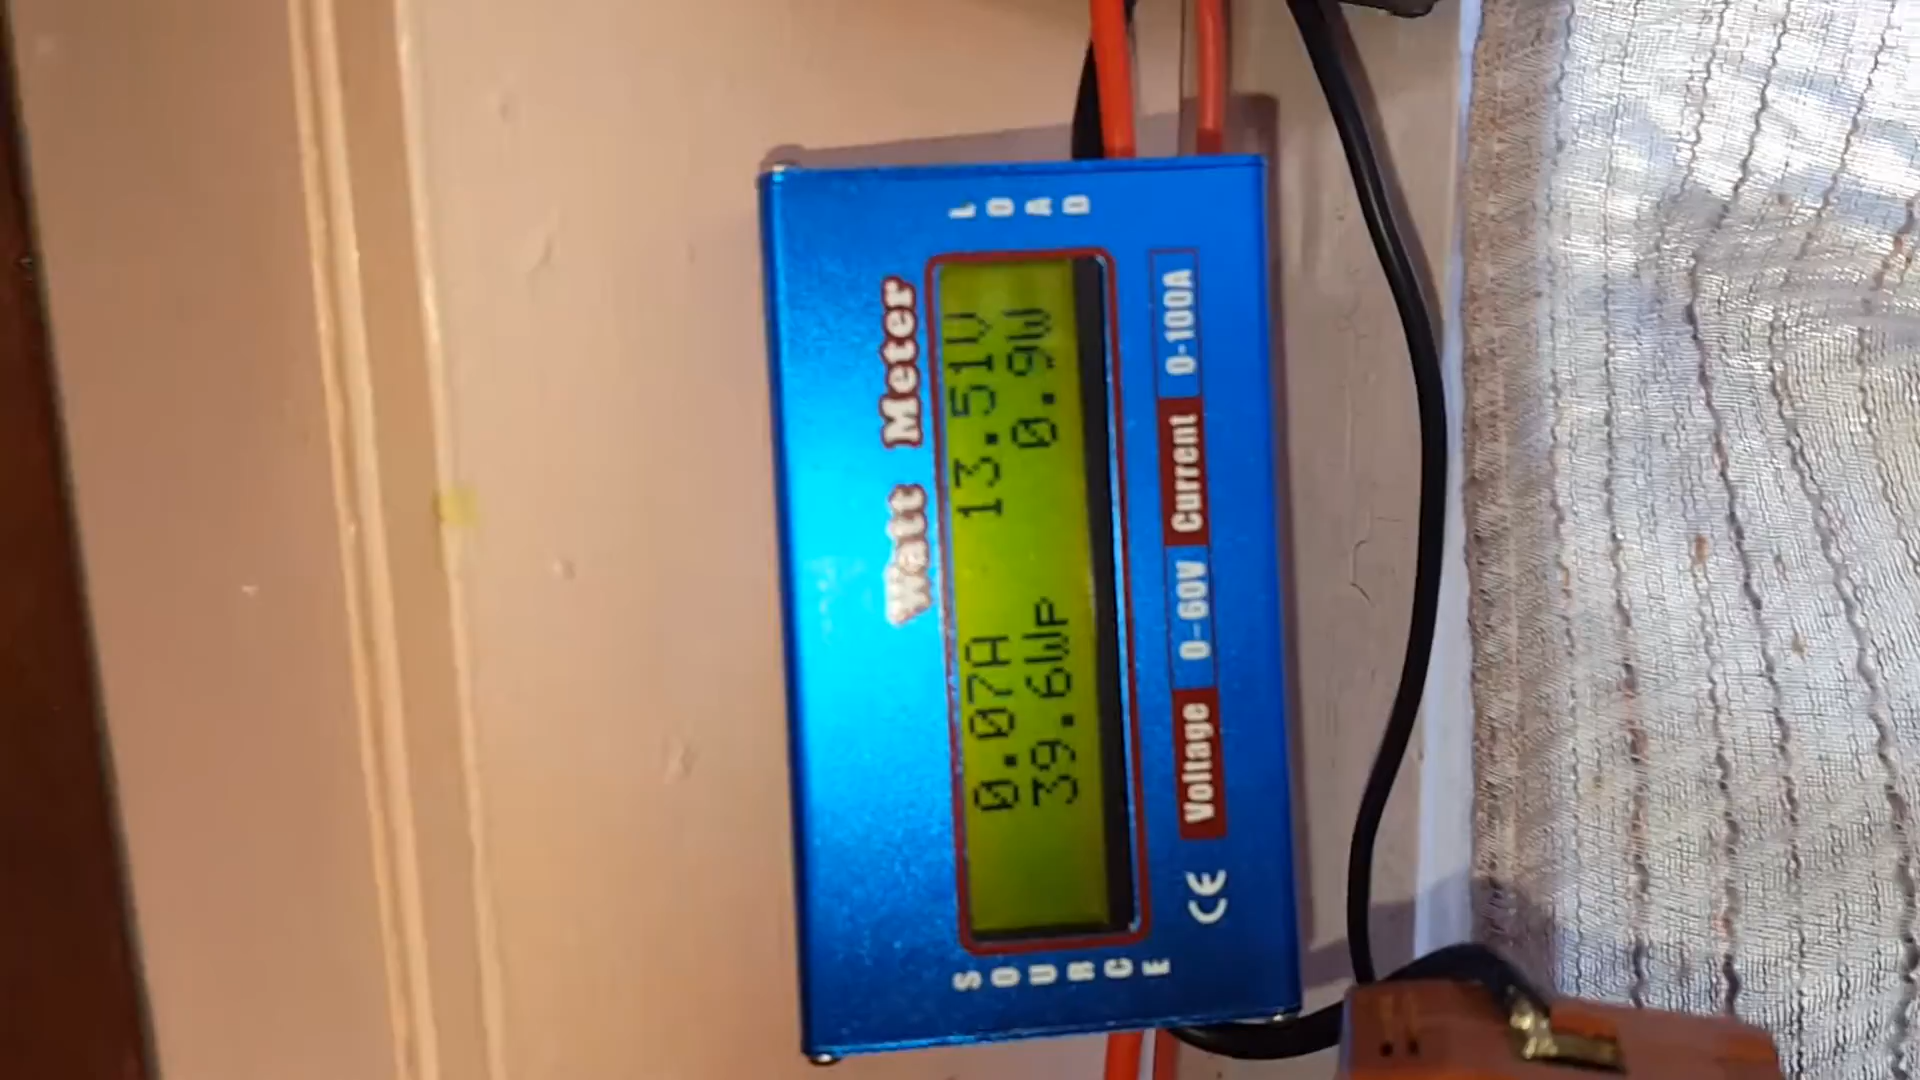 Watt Meter
SOURCE
0.07A 13.51V
39.6Wp 0.9W
LOAD
CE Voltage 0-60V Current 0-100A